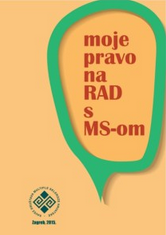 moje
pravo
na
RAD
s
MS-om
Zagreb, 2015.